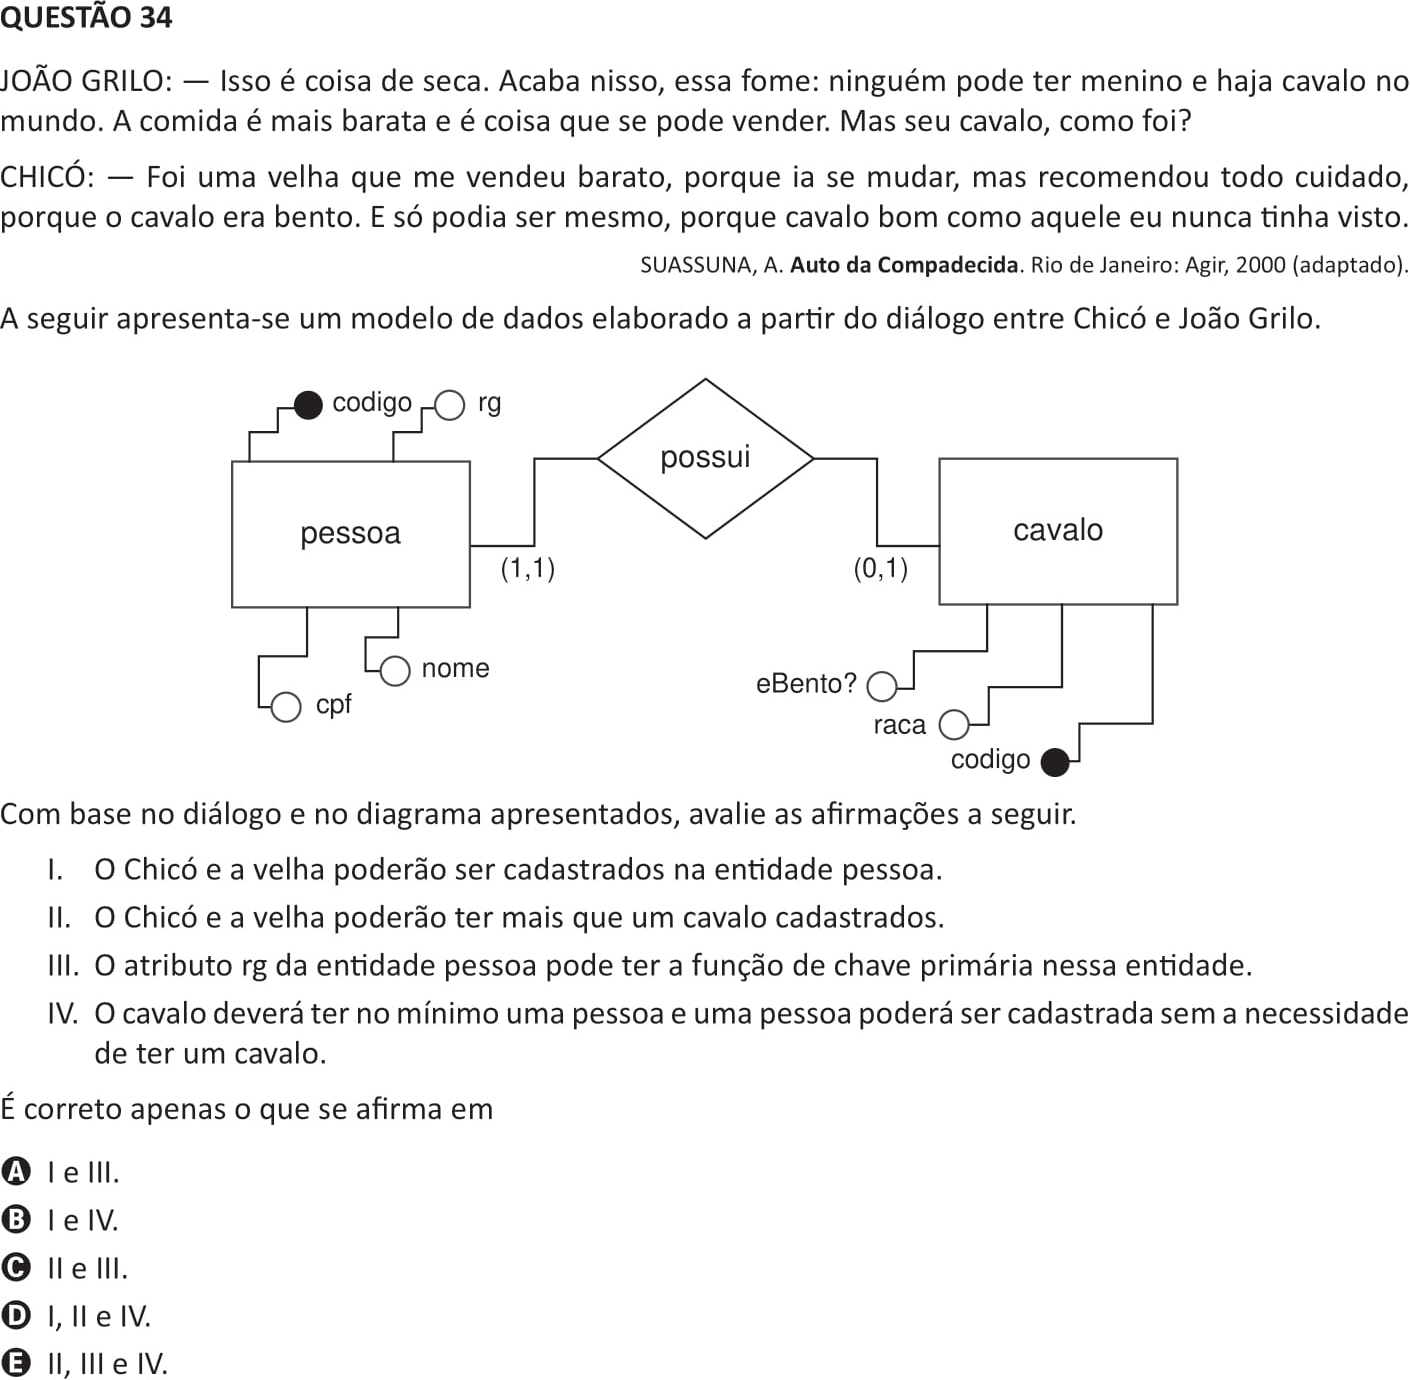 QUESTÃO 34
JOÃO GRILO: — Isso é coisa de seca. Acaba nisso, essa fome: ninguém pode ter menino e haja cavalo no
mundo. A comida é mais barata e é coisa que se pode vender. Mas seu cavalo, como foi?
CHICÓ: — Foi uma velha que me vendeu barato, porque ia se mudar, mas recomendou todo cuidado,
porque o cavalo era bento. E só podia ser mesmo, porque cavalo bom como aquele eu nunca tinha visto.
SUASSUNA, A. Auto da Compadecida. Rio de Janeiro: Agir, 2000 (adaptado).
A seguir apresenta-se um modelo de dados elaborado a partir do diálogo entre Chicó e João Grilo.
codigo rg
possui
pessoa
cavalo
(1,1) (0,1)
nome
eBento?
cpf
raca
codigo
Com base no diálogo e no diagrama apresentados, avalie as afirmações a seguir.
I. O Chicó e a velha poderão ser cadastrados na entidade pessoa.
II. O Chicó e a velha poderão ter mais que um cavalo cadastrados.
III. O atributo rg da entidade pessoa pode ter a função de chave primária nessa entidade.
IV. O cavalo deverá ter no mínimo uma pessoa e uma pessoa poderá ser cadastrada sem a necessidade
de ter um cavalo.
É correto apenas o que se afirma em
A I e III.
B I e IV.
C II e III.
D I, II e IV.
E II, III e IV.